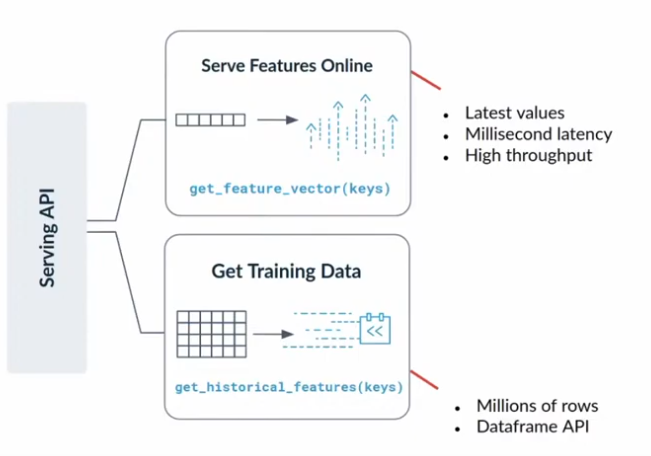 Serving API
Serve Features Online
get_feature_vector(keys)
• Latest values
• Millisecond latency
• High throughput
Get Training Data
<<
get_historical_features(keys)
• Millions of rows
• Dataframe API